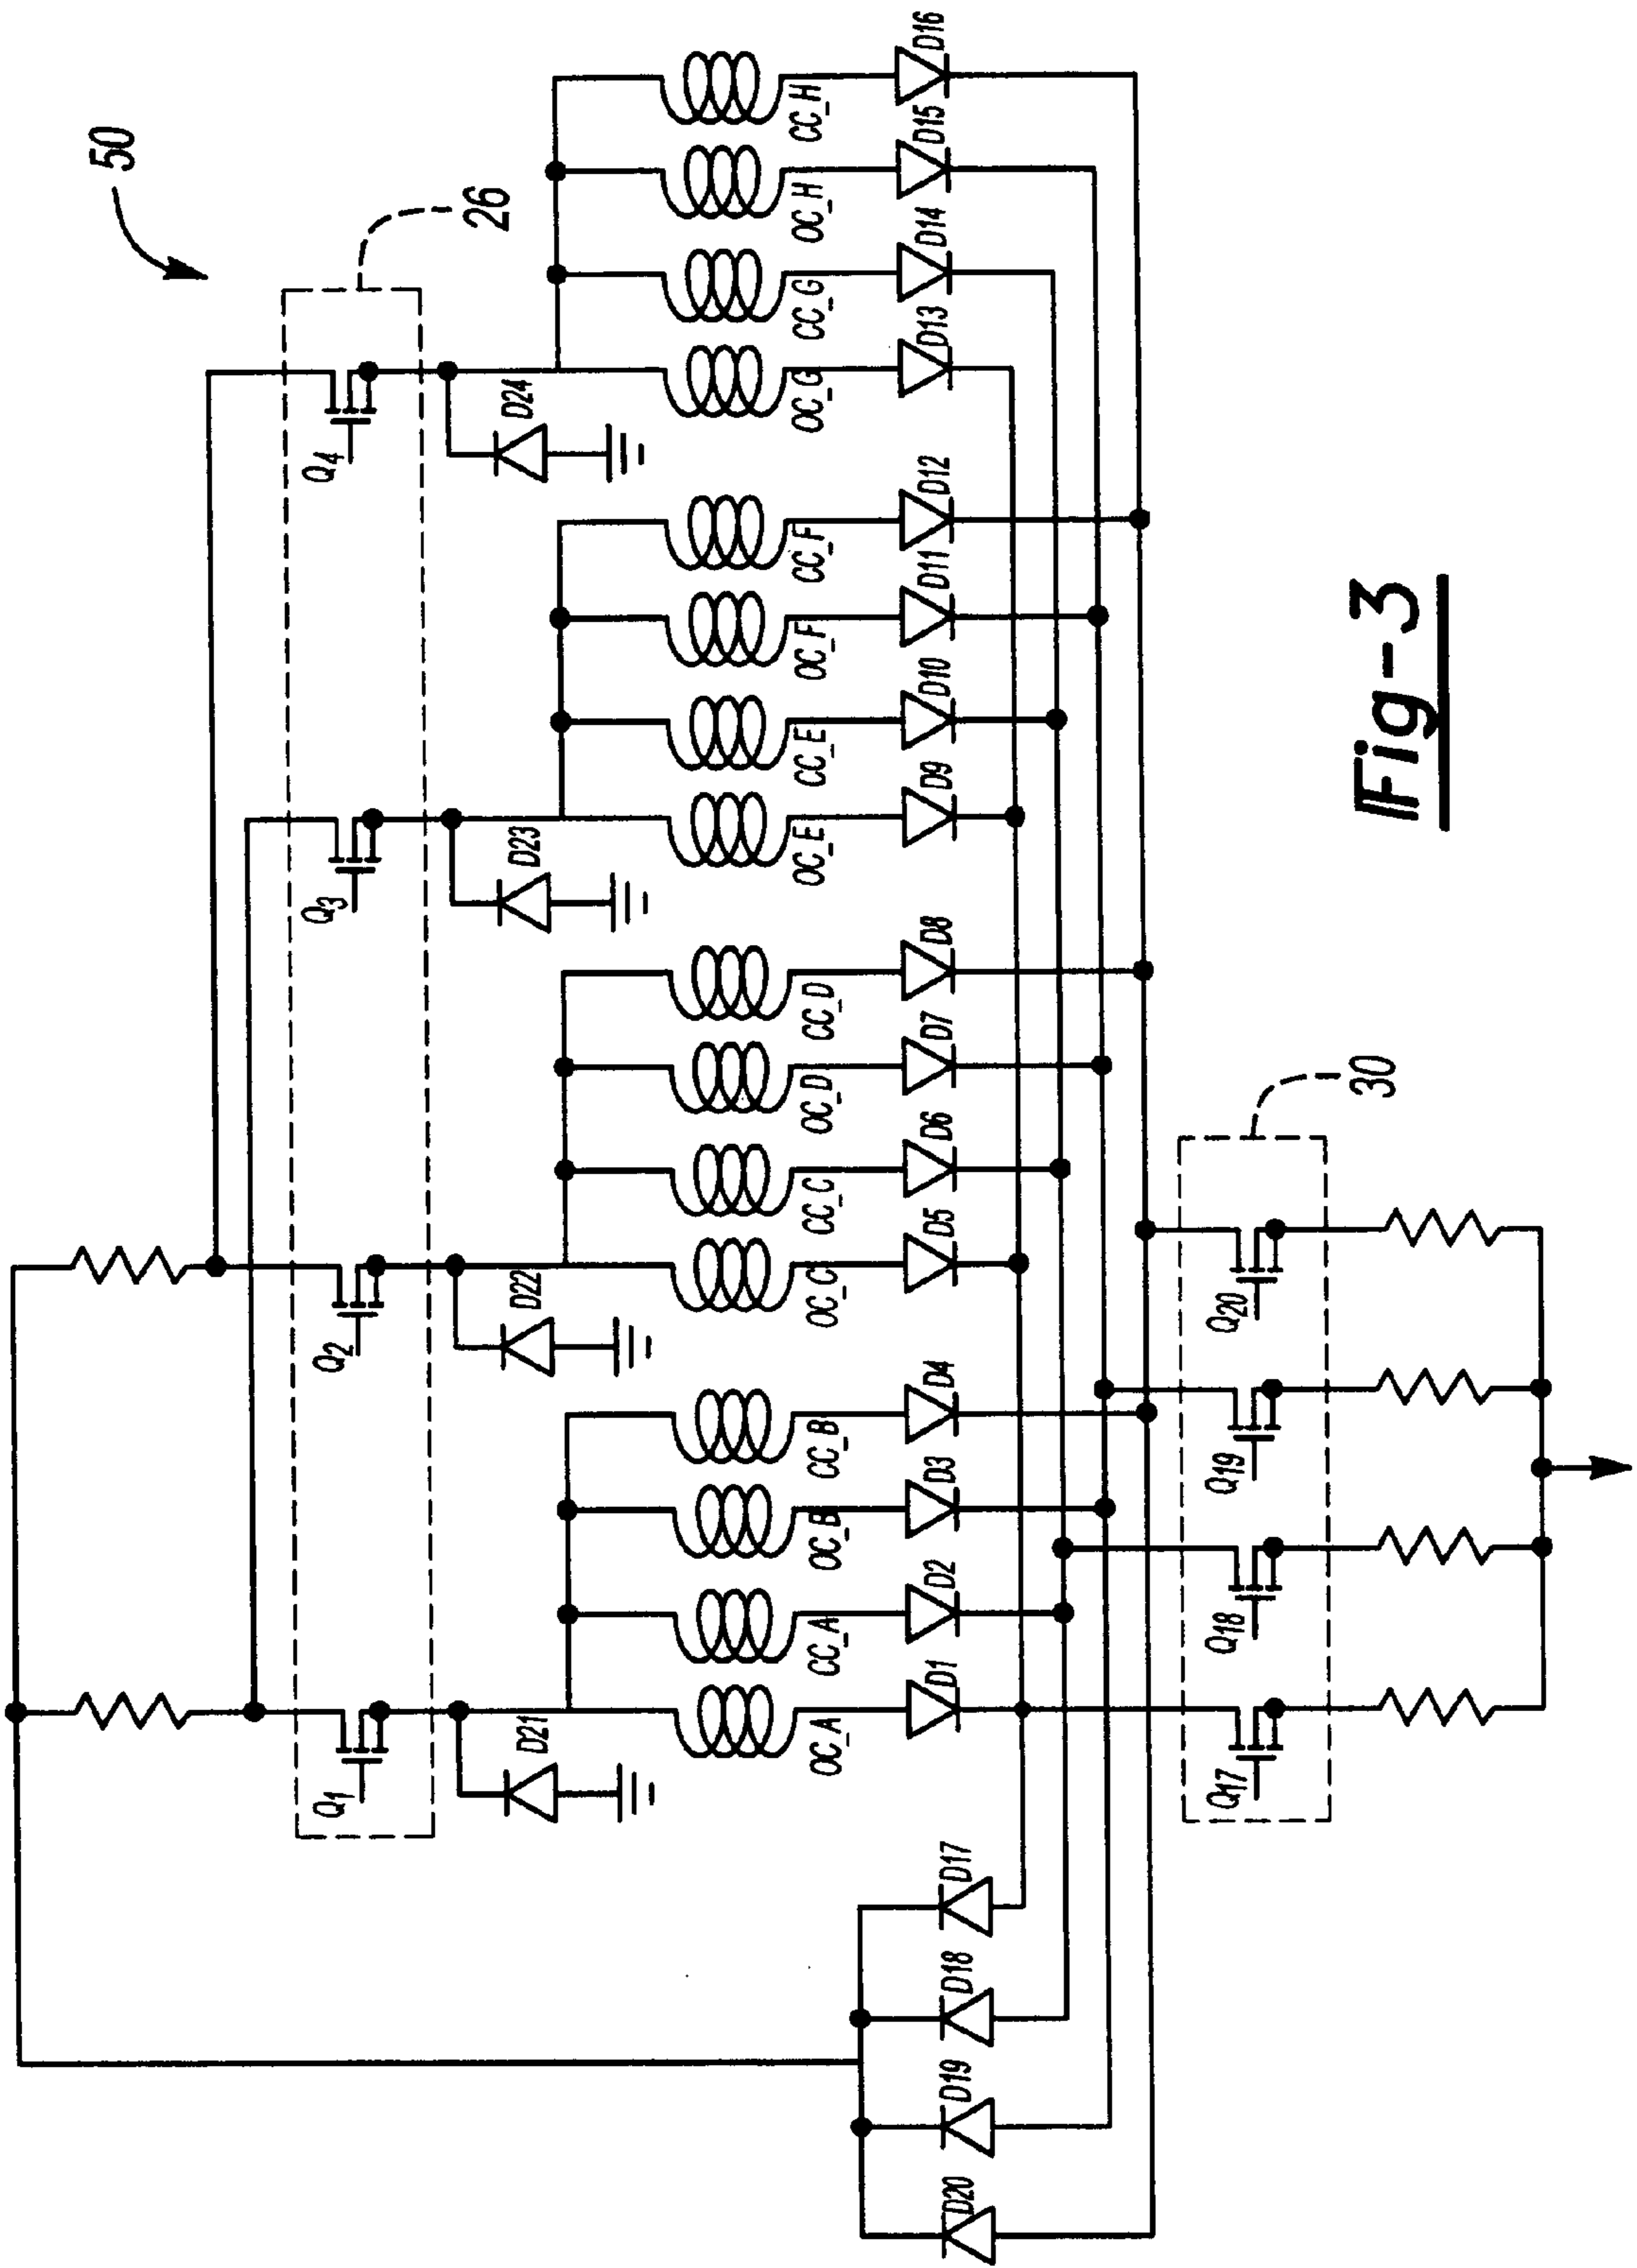 50
26
Q1
Q2
Q3
Q4
D21
D22
D23
D24
OC_A
CC_A
OC_B
CC_B
OC_C
CC_C
OC_D
CC_D
OC_E
CC_E
OC_F
CC_F
OC_G
CC_G
OC_H
CC_H
D1
D2
D3
D4
D5
D6
D7
D8
D9
D10
D11
D12
D13
D14
D15
D16
D20
D19
D18
D17
Q17
Q18
Q19
Q20
30
Fig-3